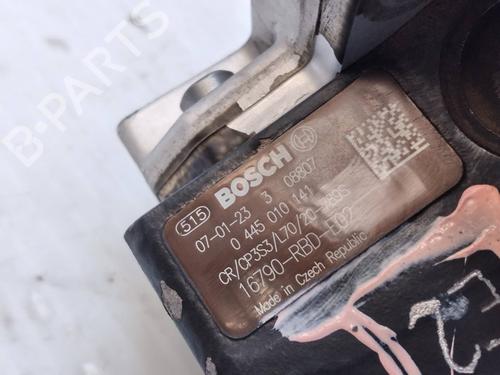 B-PARTS
515 BOSCH
07-01-23 3 08807
0 445 010 141
CR/CP3S3/L70/20-789S
16790-RBD-E02
Made in Czech Republic